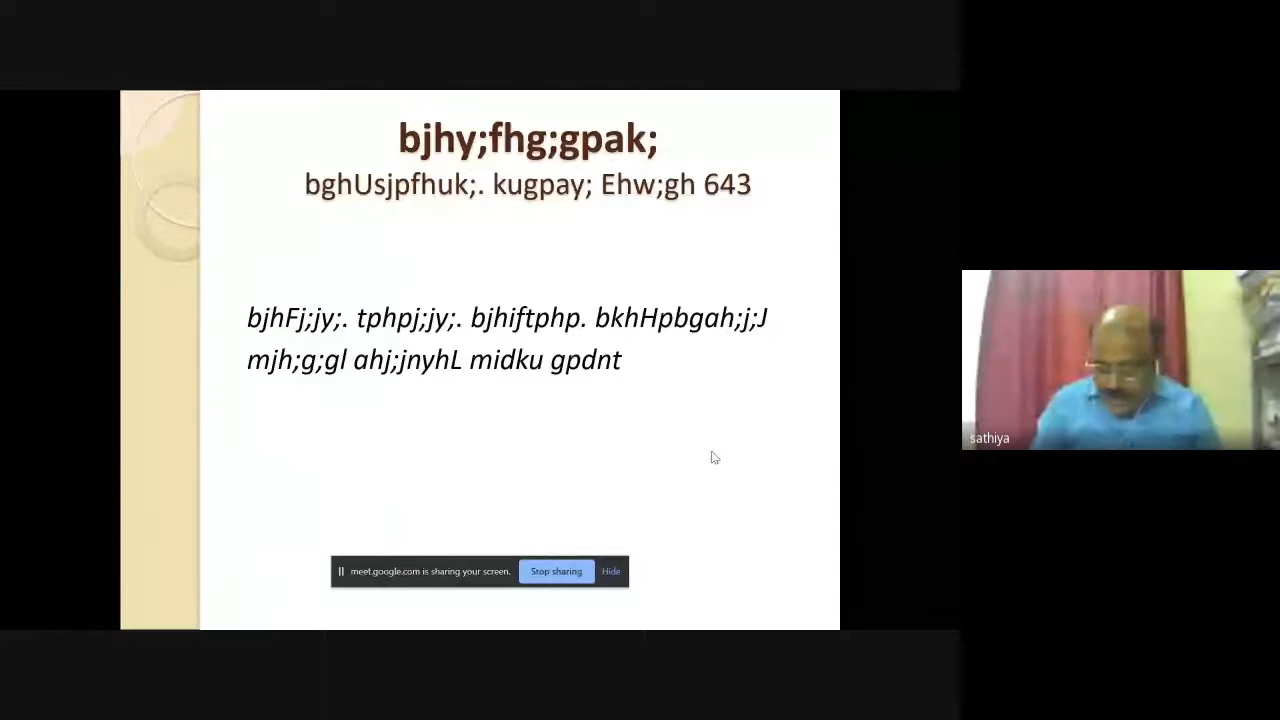 bjhy;fhg;gpak;
bghUsjpfhuk;. kugpay; Ehw;gh 643
bjhFj;jy;. tphpj;jy;. bjhiftphp. bkhHpbgah;j;J
mjh;g;gl ahj;jnyhL midku gpdnt
sathiya
meet.google.com is sharing your screen. Stop sharing Hide